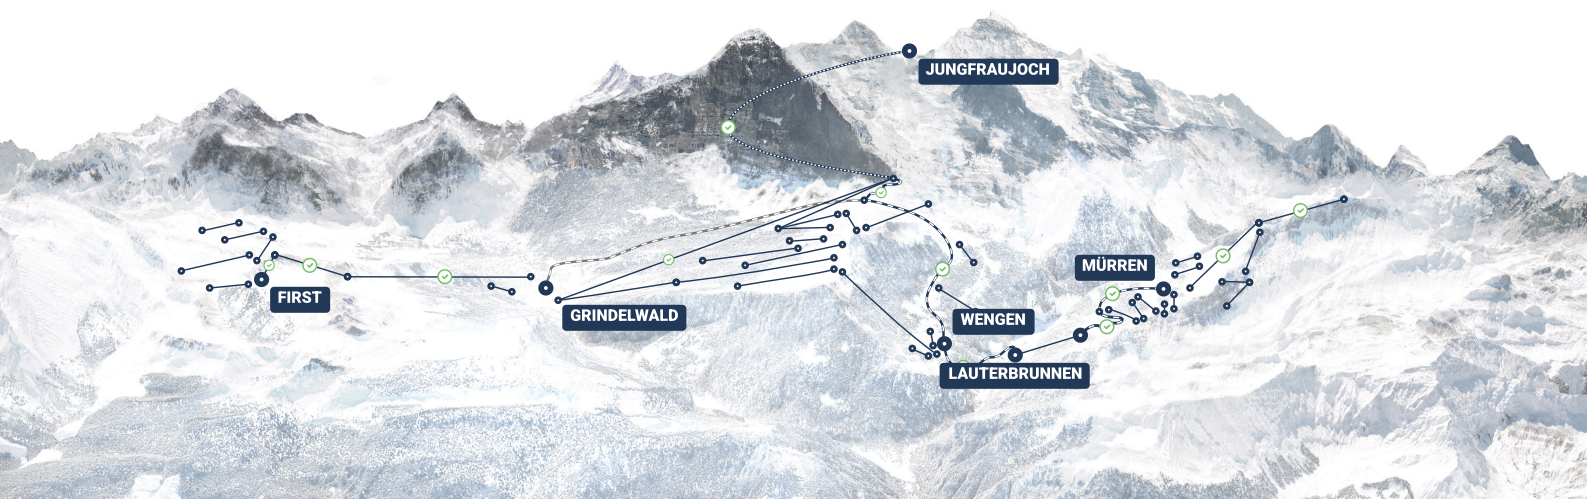 JUNGFRAUJOCH
MÜRREN
FIRST
GRINDELWALD
WENGEN
LAUTERBRUNNEN